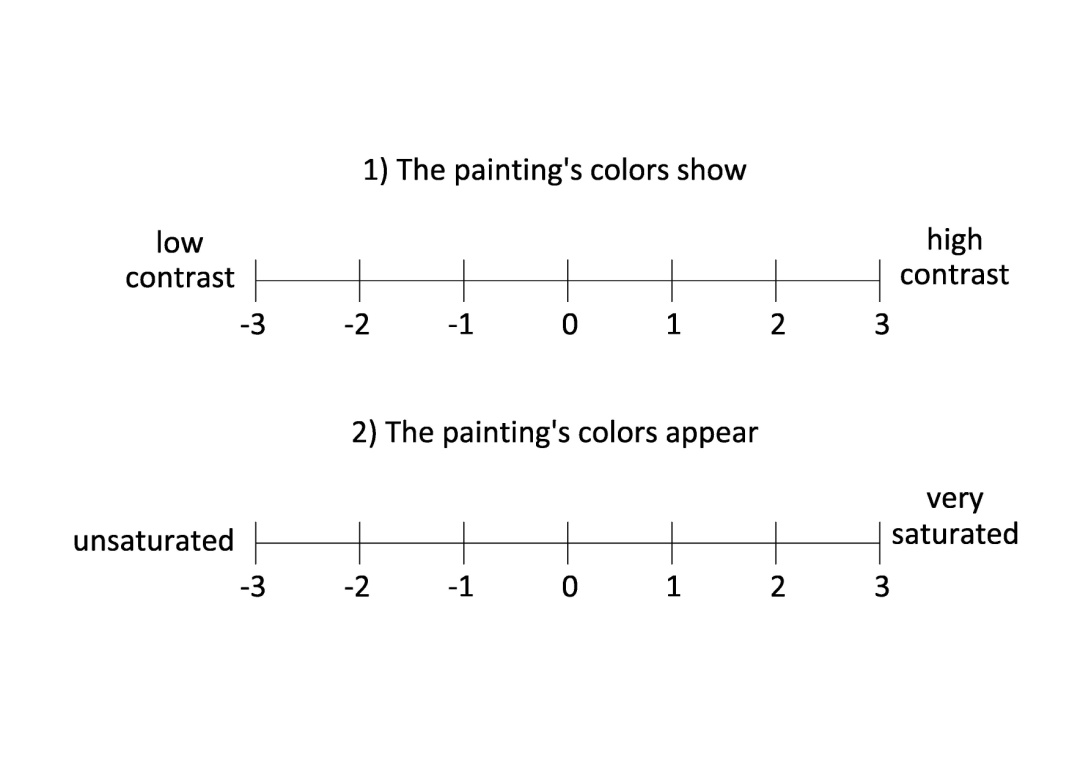 1) The painting's colors show
low
contrast
high
contrast
-3 -2 -1 0 1 2 3
2) The painting's colors appear
unsaturated
very
saturated
-3 -2 -1 0 1 2 3